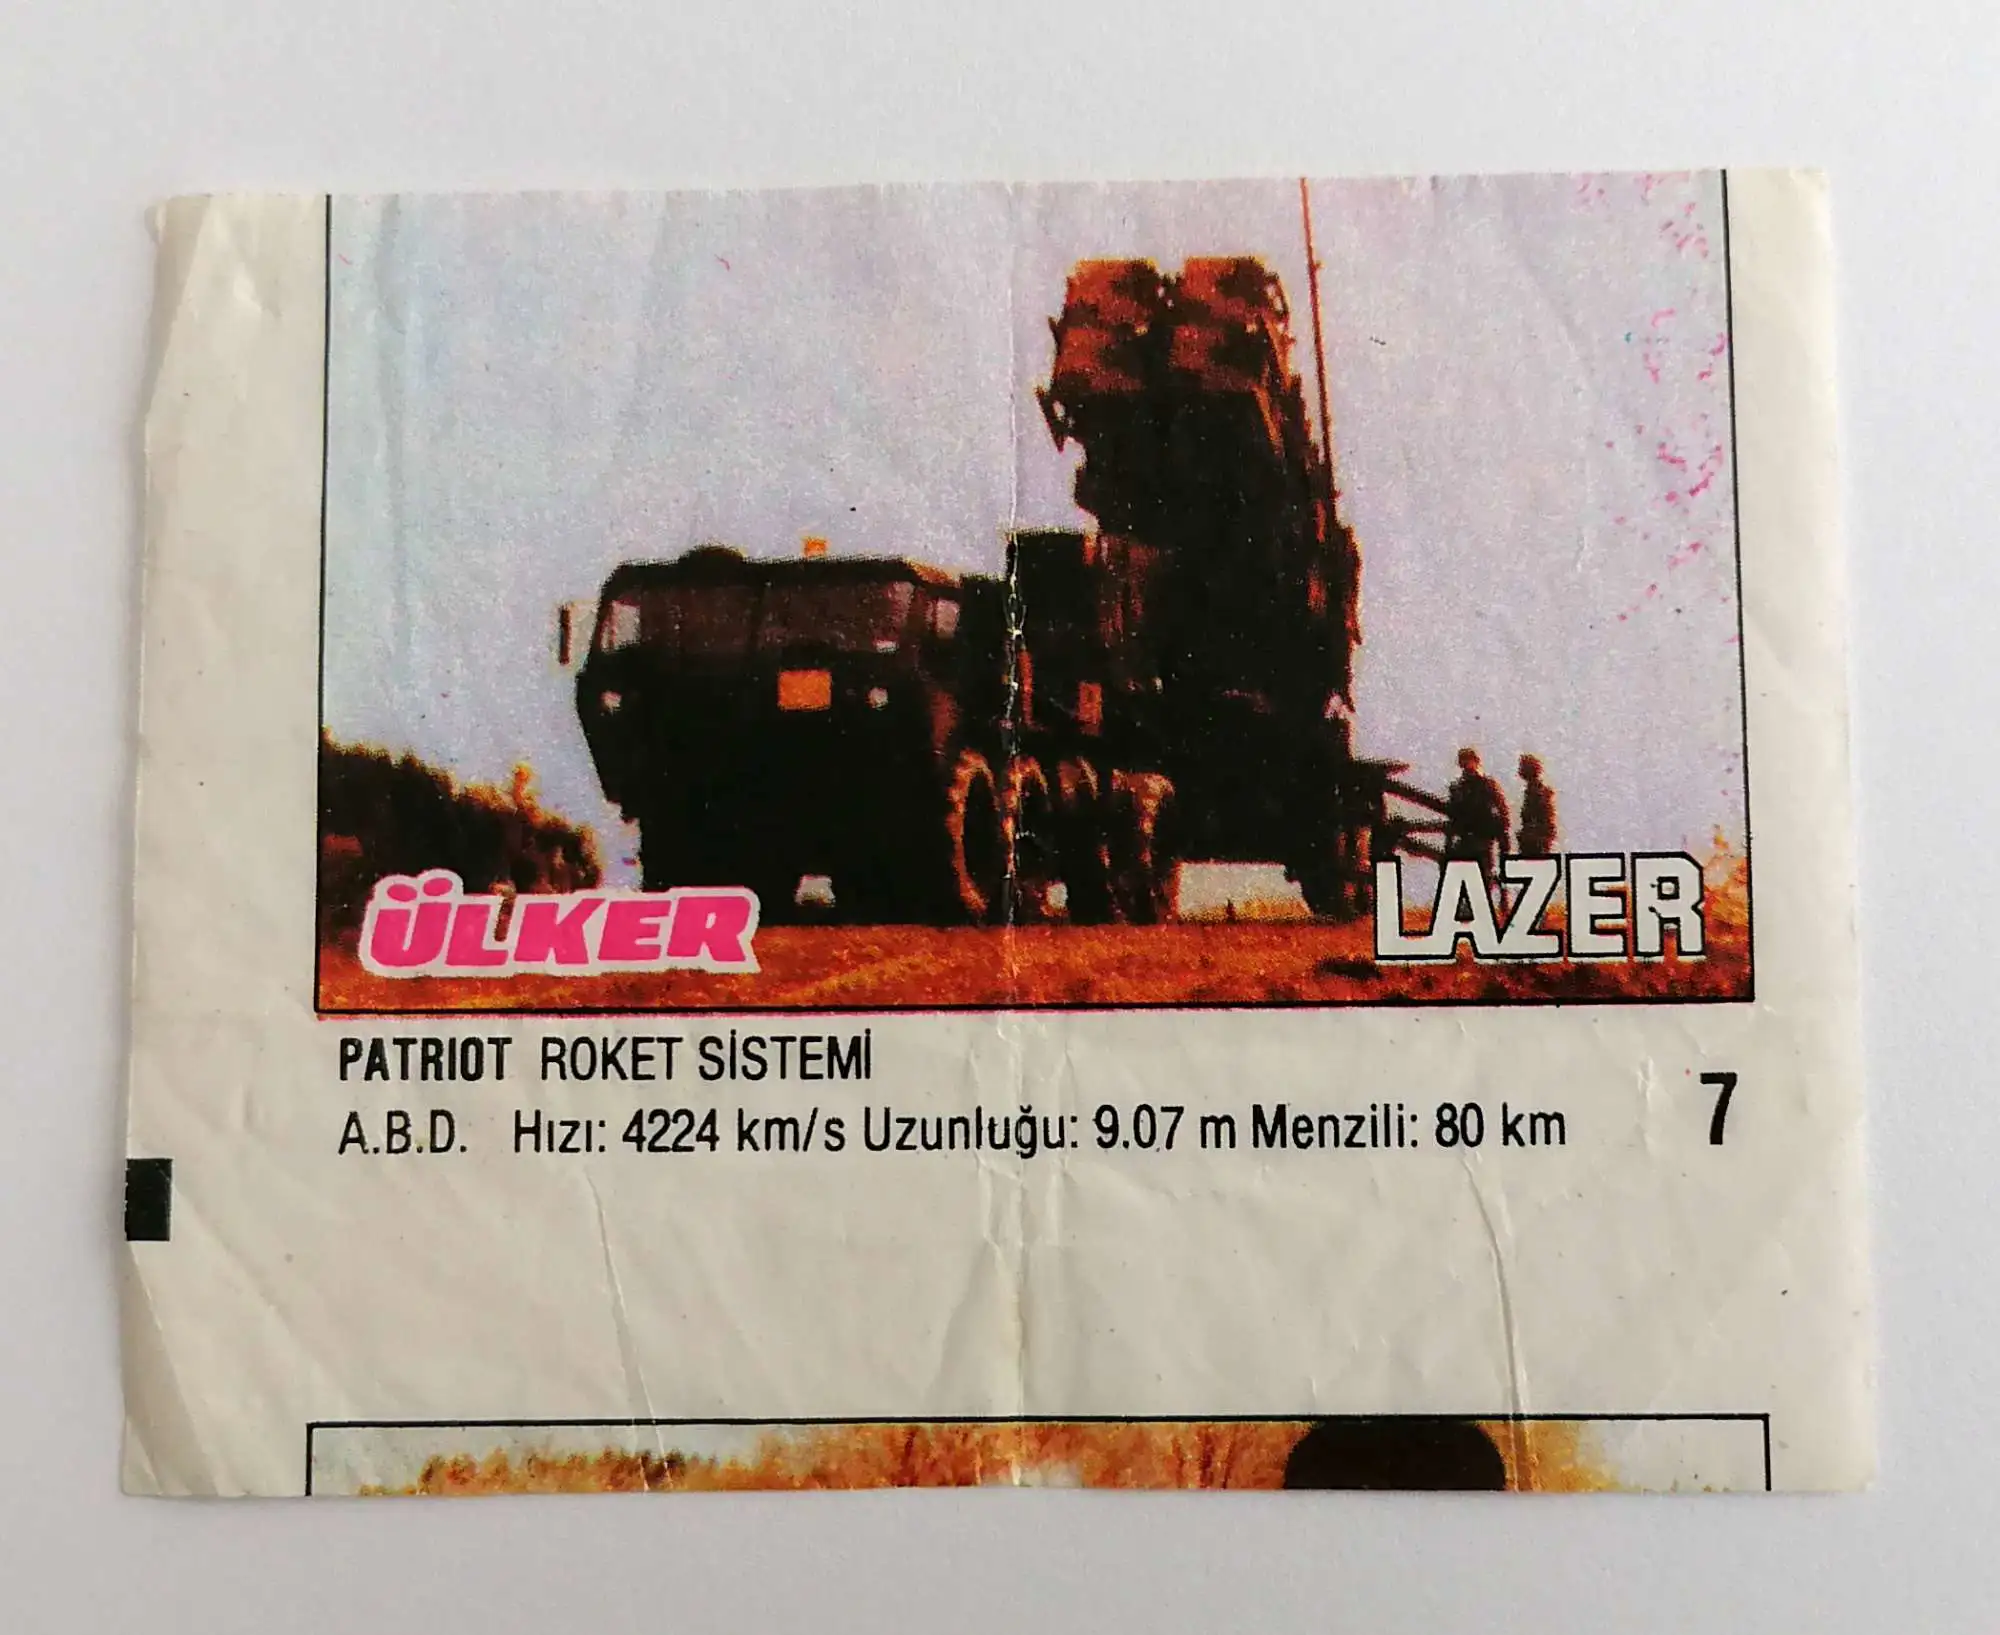 ÜLKER
LAZER
PATRIOT ROKET SİSTEMİ
A.B.D. Hızı: 4224 km/s Uzunluğu: 9.07 m Menzili: 80 km
7